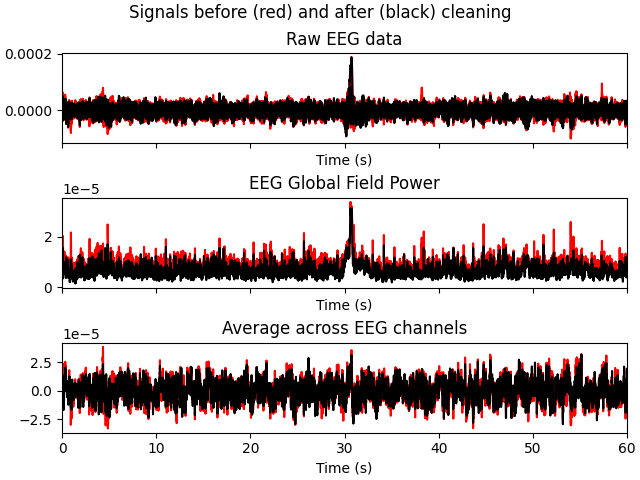 Signals before (red) and after (black) cleaning
Raw EEG data
0.0002
0.0000
Time (s)
EEG Global Field Power
1e−5
2
0
Time (s)
Average across EEG channels
1e−5
2.5
0.0
−2.5
0 10 20 30 40 50 60
Time (s)